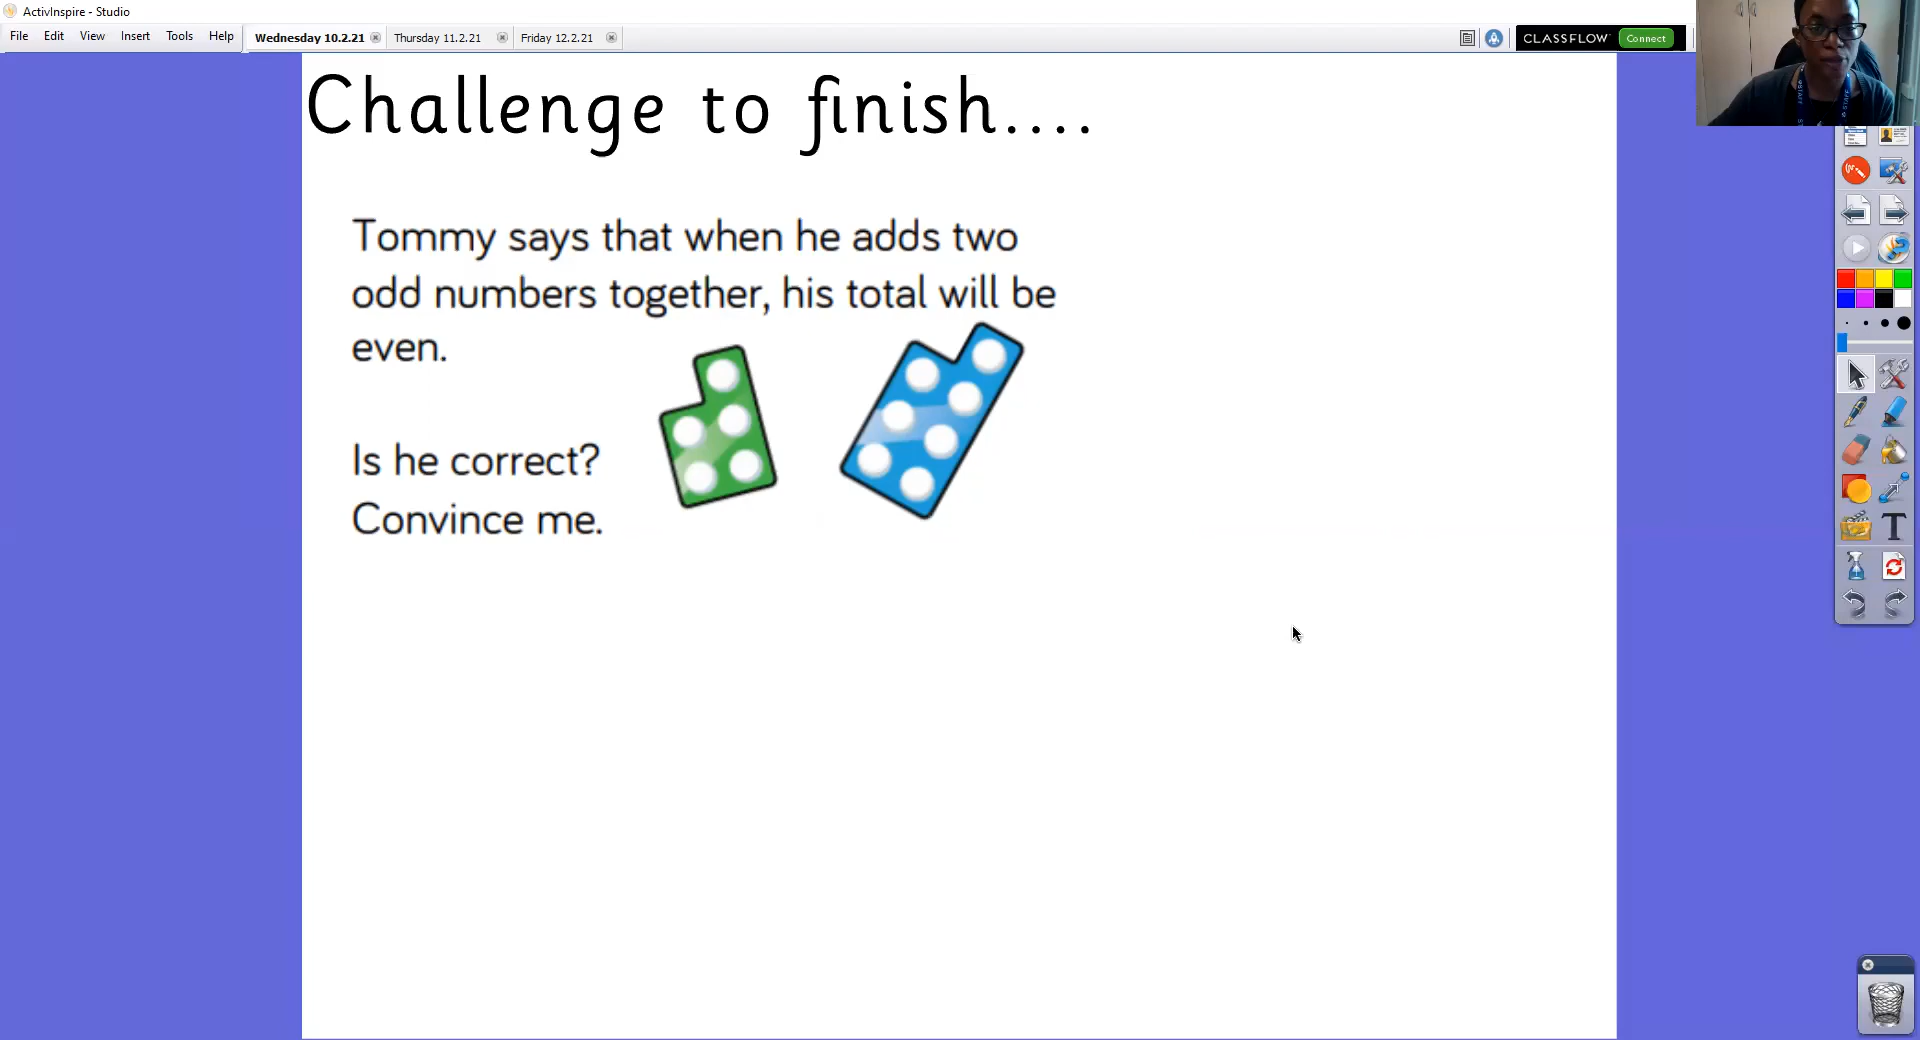 ActivInspire - Studio
File Edit View Insert Tools Help
Wednesday 10.2.21 Thursday 11.2.21 Friday 12.2.21
CLASSFLOW Connect
Challenge to finish....
Tommy says that when he adds two
odd numbers together, his total will be
even.
Is he correct?
Convince me.
T